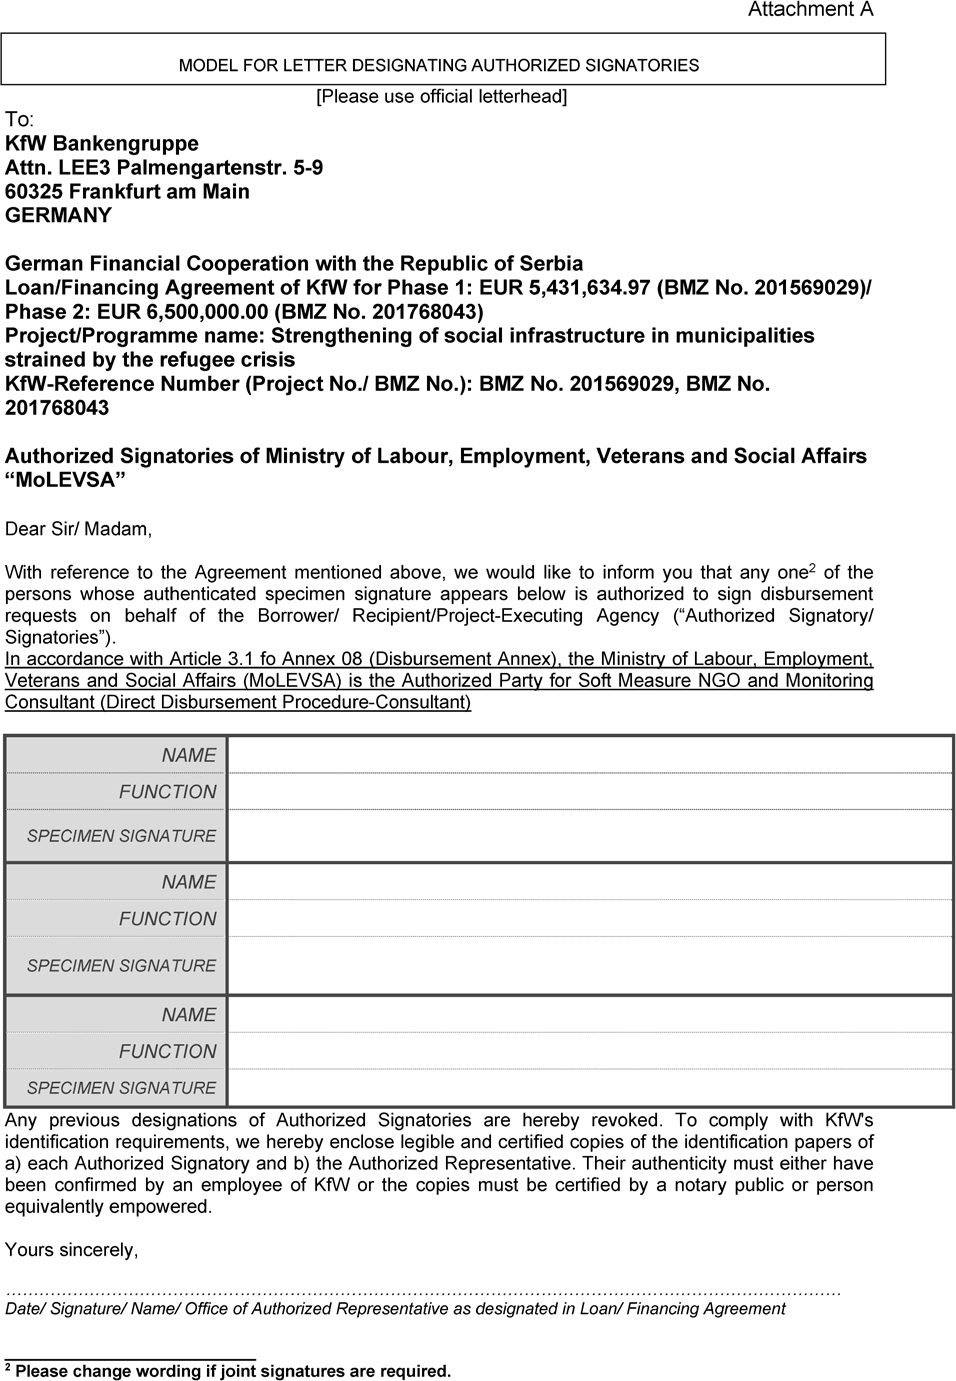 Attachment A
MODEL FOR LETTER DESIGNATING AUTHORIZED SIGNATORIES
[Please use official letterhead]
To:
KfW Bankengruppe
Attn. LEE3 Palmengartenstr. 5-9
60325 Frankfurt am Main
GERMANY
German Financial Cooperation with the Republic of Serbia
Loan/Financing Agreement of KfW for Phase 1: EUR 5,431,634.97 (BMZ No. 201569029)/
Phase 2: EUR 6,500,000.00 (BMZ No. 201768043)
Project/Programme name: Strengthening of social infrastructure in municipalities
strained by the refugee crisis
KfW-Reference Number (Project No./ BMZ No.): BMZ No. 201569029, BMZ No.
201768043
Authorized Signatories of Ministry of Labour, Employment, Veterans and Social Affairs
“MoLEVSA”
Dear Sir/ Madam,
With reference to the Agreement mentioned above, we would like to inform you that any one² of the
persons whose authenticated specimen signature appears below is authorized to sign disbursement
requests on behalf of the Borrower/ Recipient/Project-Executing Agency (“Authorized Signatory/
Signatories”).
In accordance with Article 3.1 fo Annex 08 (Disbursement Annex), the Ministry of Labour, Employment,
Veterans and Social Affairs (MoLEVSA) is the Authorized Party for Soft Measure NGO and Monitoring
Consultant (Direct Disbursement Procedure-Consultant)
NAME
FUNCTION
SPECIMEN SIGNATURE
NAME
FUNCTION
SPECIMEN SIGNATURE
NAME
FUNCTION
SPECIMEN SIGNATURE
Any previous designations of Authorized Signatories are hereby revoked. To comply with KfW's
identification requirements, we hereby enclose legible and certified copies of the identification papers of
a) each Authorized Signatory and b) the Authorized Representative. Their authenticity must either have
been confirmed by an employee of KfW or the copies must be certified by a notary public or person
equivalently empowered.
Yours sincerely,
……………………………………………………………………………………………………………………………………
Date/ Signature/ Name/ Office of Authorized Representative as designated in Loan/ Financing Agreement
² Please change wording if joint signatures are required.